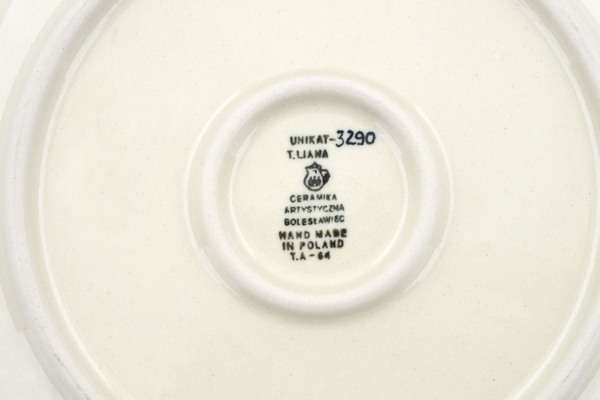 UNIKAT-3290
T.LIANA
CERAMIKA
ARTYSTYCZNA
BOLESŁAWIEC
HAND MADE
IN POLAND
T.A-64